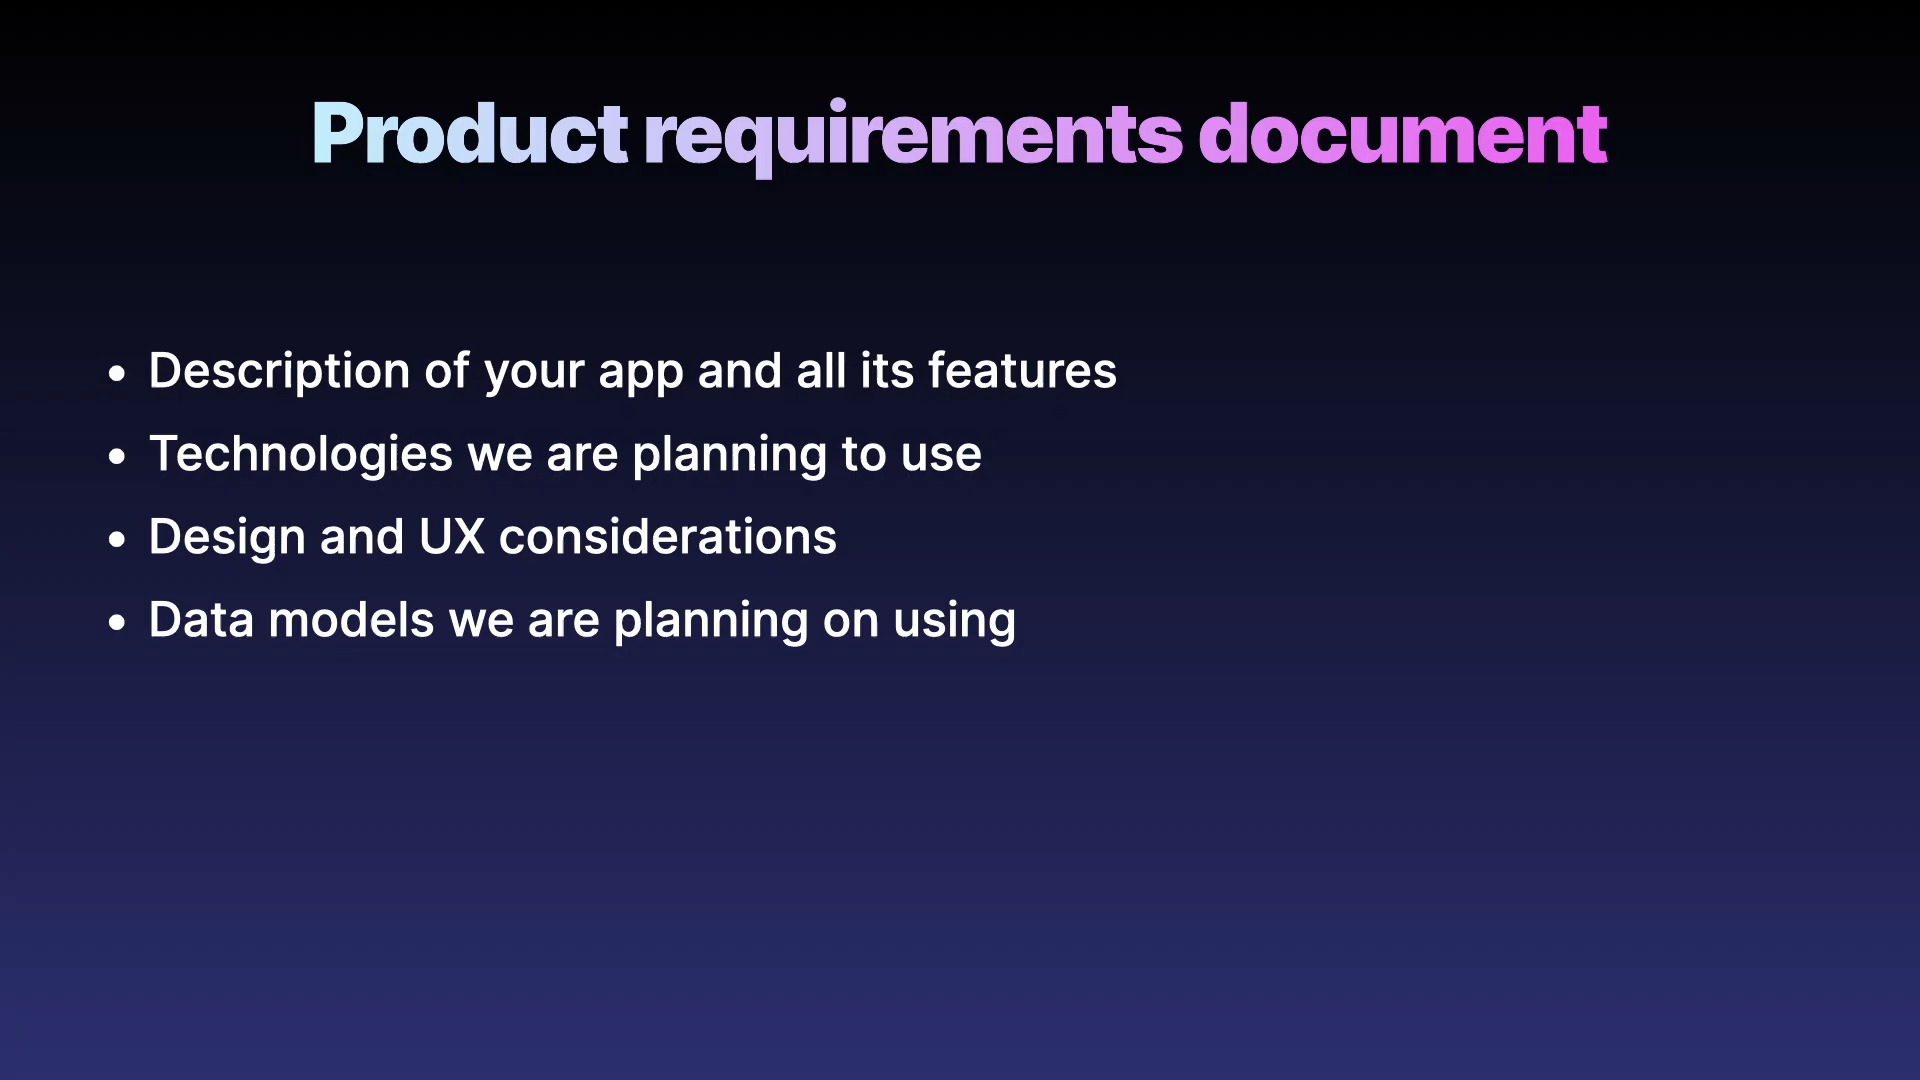 Product requirements document
• Description of your app and all its features
• Technologies we are planning to use
• Design and UX considerations
• Data models we are planning on using